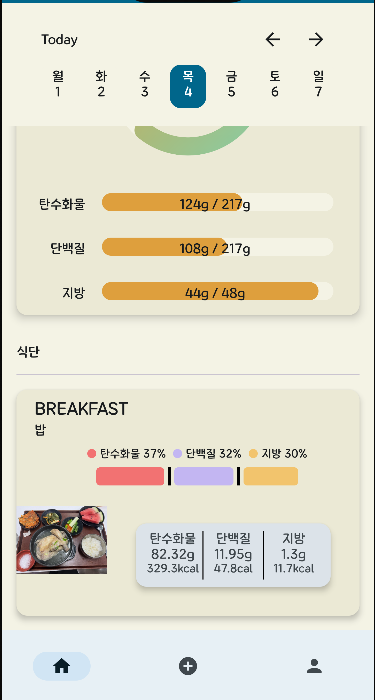 Today
월 화 수 목 금 토 일
1 2 3 4 5 6 7
탄수화물 124g / 217g
단백질 108g / 217g
지방 44g / 48g
식단
BREAKFAST
밥
탄수화물 37% 단백질 32% 지방 30%
탄수화물 단백질 지방
82.32g 11.95g 1.3g
329.3kcal 47.8cal 11.7kcal